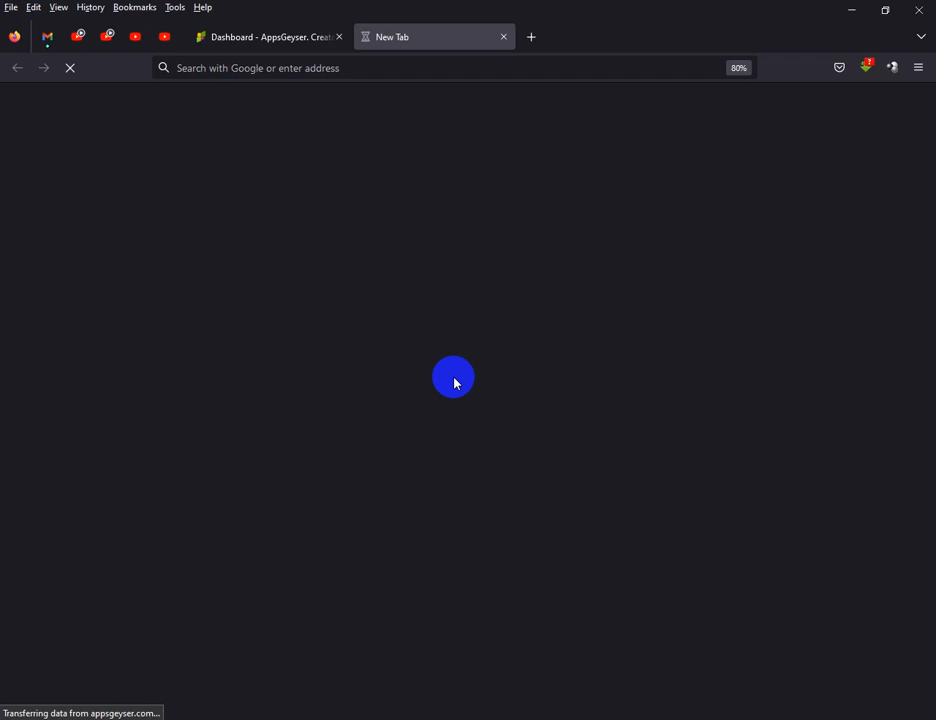 File Edit View History Bookmarks Tools Help
Dashboard - AppsGeyser. Creat
New Tab
Search with Google or enter address
80%
?
Transferring data from appsgeyser.com...